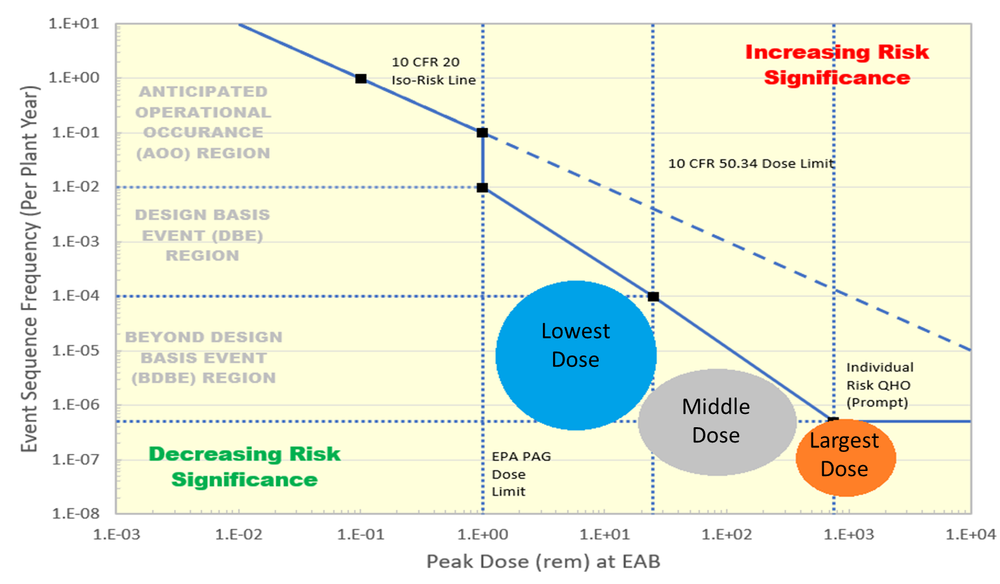 1.E+01
1.E+00
1.E-01
1.E-02
1.E-03
1.E-04
1.E-05
1.E-06
1.E-07
1.E-08
Event Sequence Frequency (Per Plant Year)
10 CFR 20
Iso-Risk Line
Increasing Risk
Significance
ANTICIPATED
OPERATIONAL
OCCURANCE
(AOO) REGION
10 CFR 50.34 Dose Limit
DESIGN BASIS
EVENT (DBE)
REGION
BEYOND DESIGN
BASIS EVENT
(BDBE) REGION
Lowest
Dose
Middle
Dose
Individual
Risk QHO
(Prompt)
Largest
Dose
Decreasing Risk
Significance
EPA PAG
Dose
Limit
1.E-03
1.E-02
1.E-01
1.E+00
1.E+01
1.E+02
1.E+03
1.E+04
Peak Dose (rem) at EAB